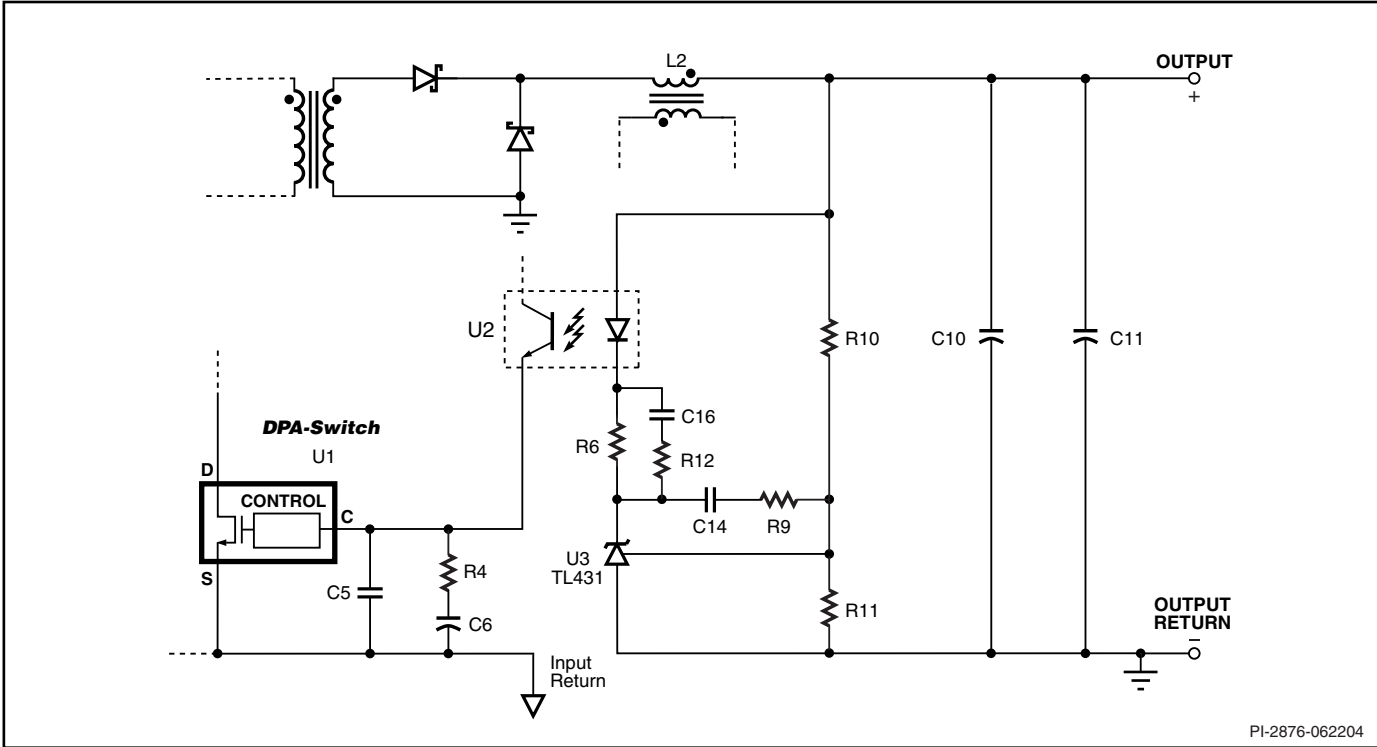 L2
OUTPUT
+
U2
R10
C10
C11
C16
R6
R12
DPA-Switch
U1
D
CONTROL
C
C14
R9
S
C5
R4
C6
U3
TL431
R11
OUTPUT
RETURN
–
Input
Return
PI-2876-062204